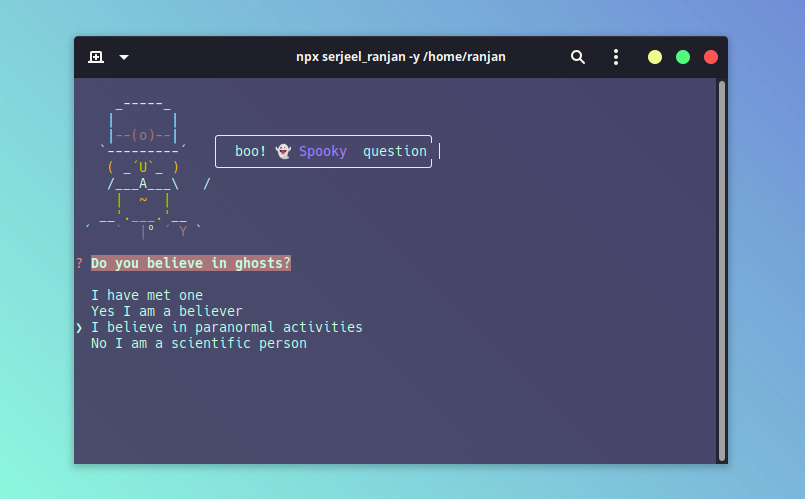 npx serjeel_ranjan -y /home/ranjan
boo! 👻 Spooky question
? Do you believe in ghosts?
I have met one
Yes I am a believer
❯ I believe in paranormal activities
No I am a scientific person